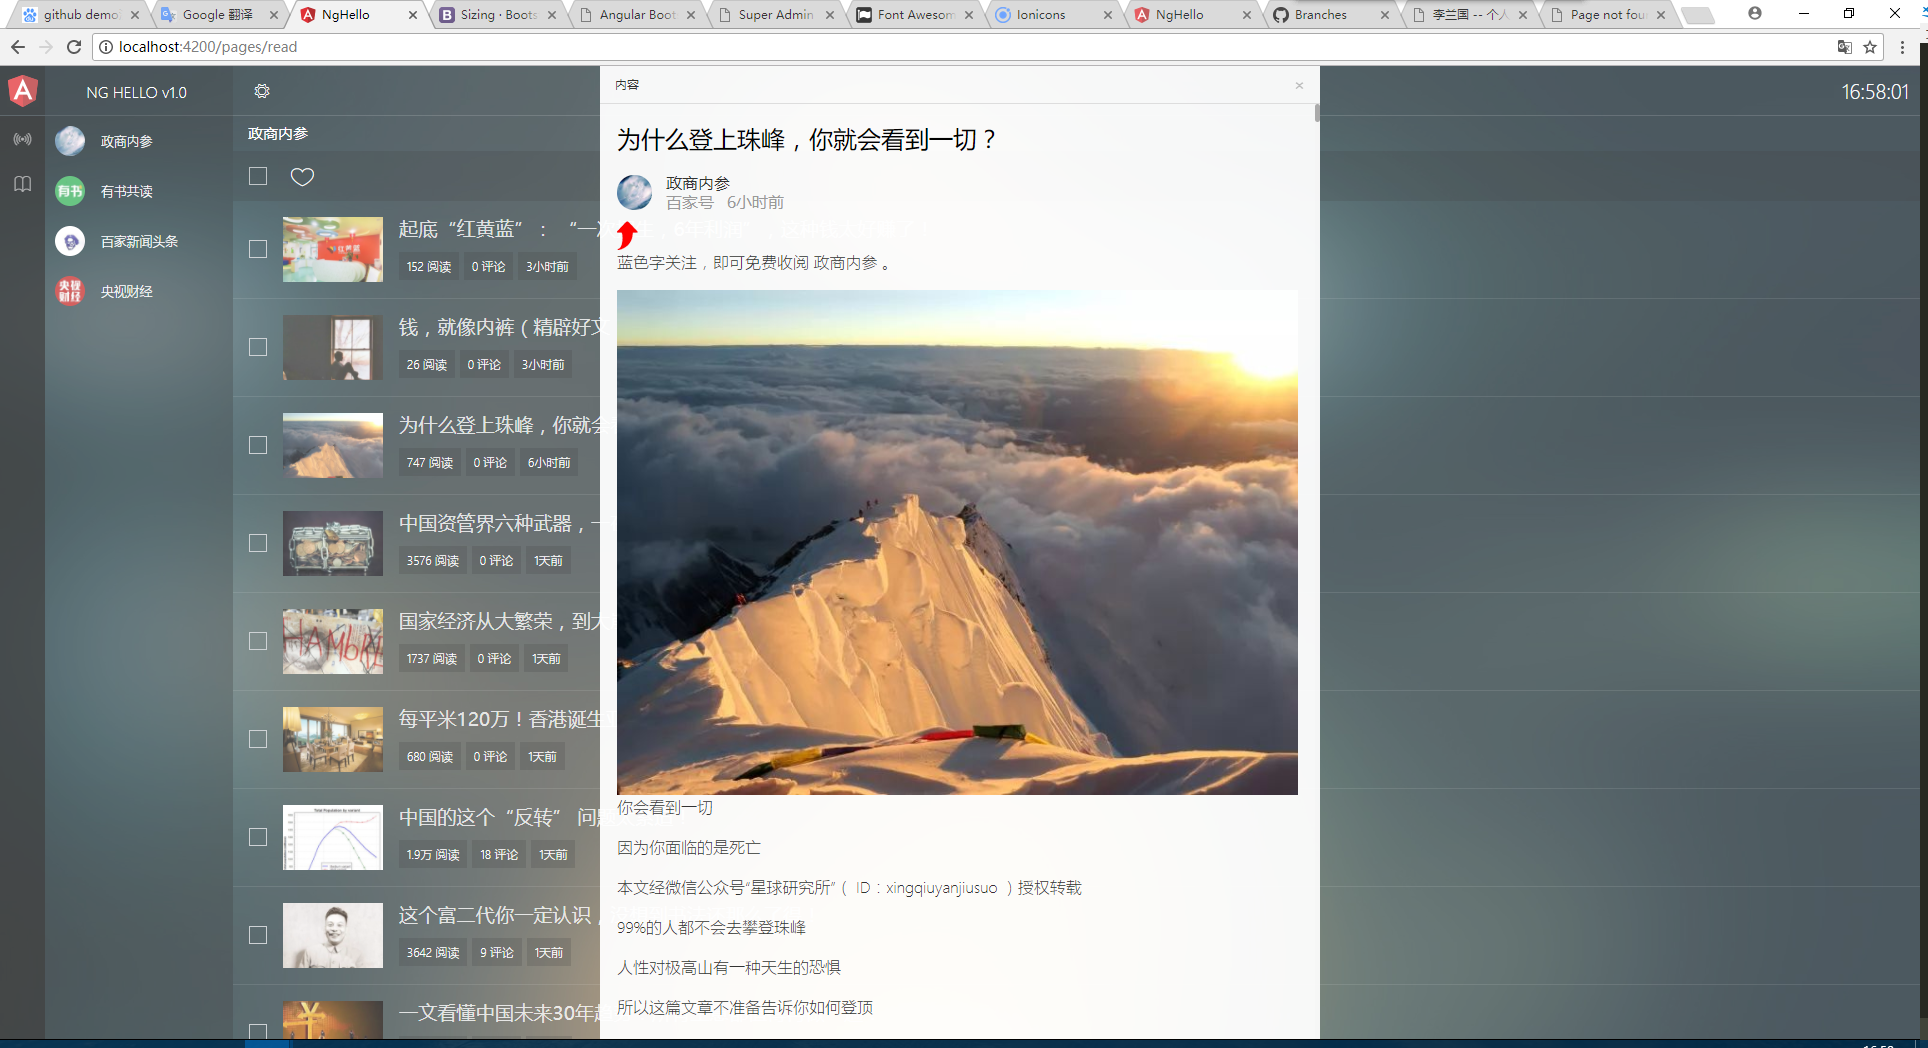 github demo
Google 翻译
NgHello
Sizing · Boots
Angular Boot
Super Admin
Font Awesom
Ionicons
NgHello
Branches
李兰国 -- 个人
Page not fou
localhost:4200/pages/read
NG HELLO v1.0
16:58:01
政商内参
有书共读
百家新闻头条
央视财经
有书
央视
财经
政商内参
起底“红黄蓝”：“一次
152 阅读 0 评论 3小时前
钱，就像内裤（精辟好文
26 阅读 0 评论 3小时前
为什么登上珠峰，你就会
747 阅读 0 评论 6小时前
中国资管界六种武器，一
3576 阅读 0 评论 1天前
国家经济从大繁荣，到大
1737 阅读 0 评论 1天前
每平米120万！香港诞生
680 阅读 0 评论 1天前
中国的这个“反转” 问题
1.9万 阅读 18 评论 1天前
这个富二代你一定认识，
3642 阅读 9 评论 1天前
一文看懂中国未来30年
内容
为什么登上珠峰，你就会看到一切？
政商内参
百家号 6小时前
蓝色字关注，即可免费收阅 政商内参 。
你会看到一切
因为你面临的是死亡
本文经微信公众号“星球研究所”（ ID：xingqiuyanjiusuo ）授权转载
99%的人都不会去攀登珠峰
人性对极高山有一种天生的恐惧
所以这篇文章不准备告诉你如何登顶